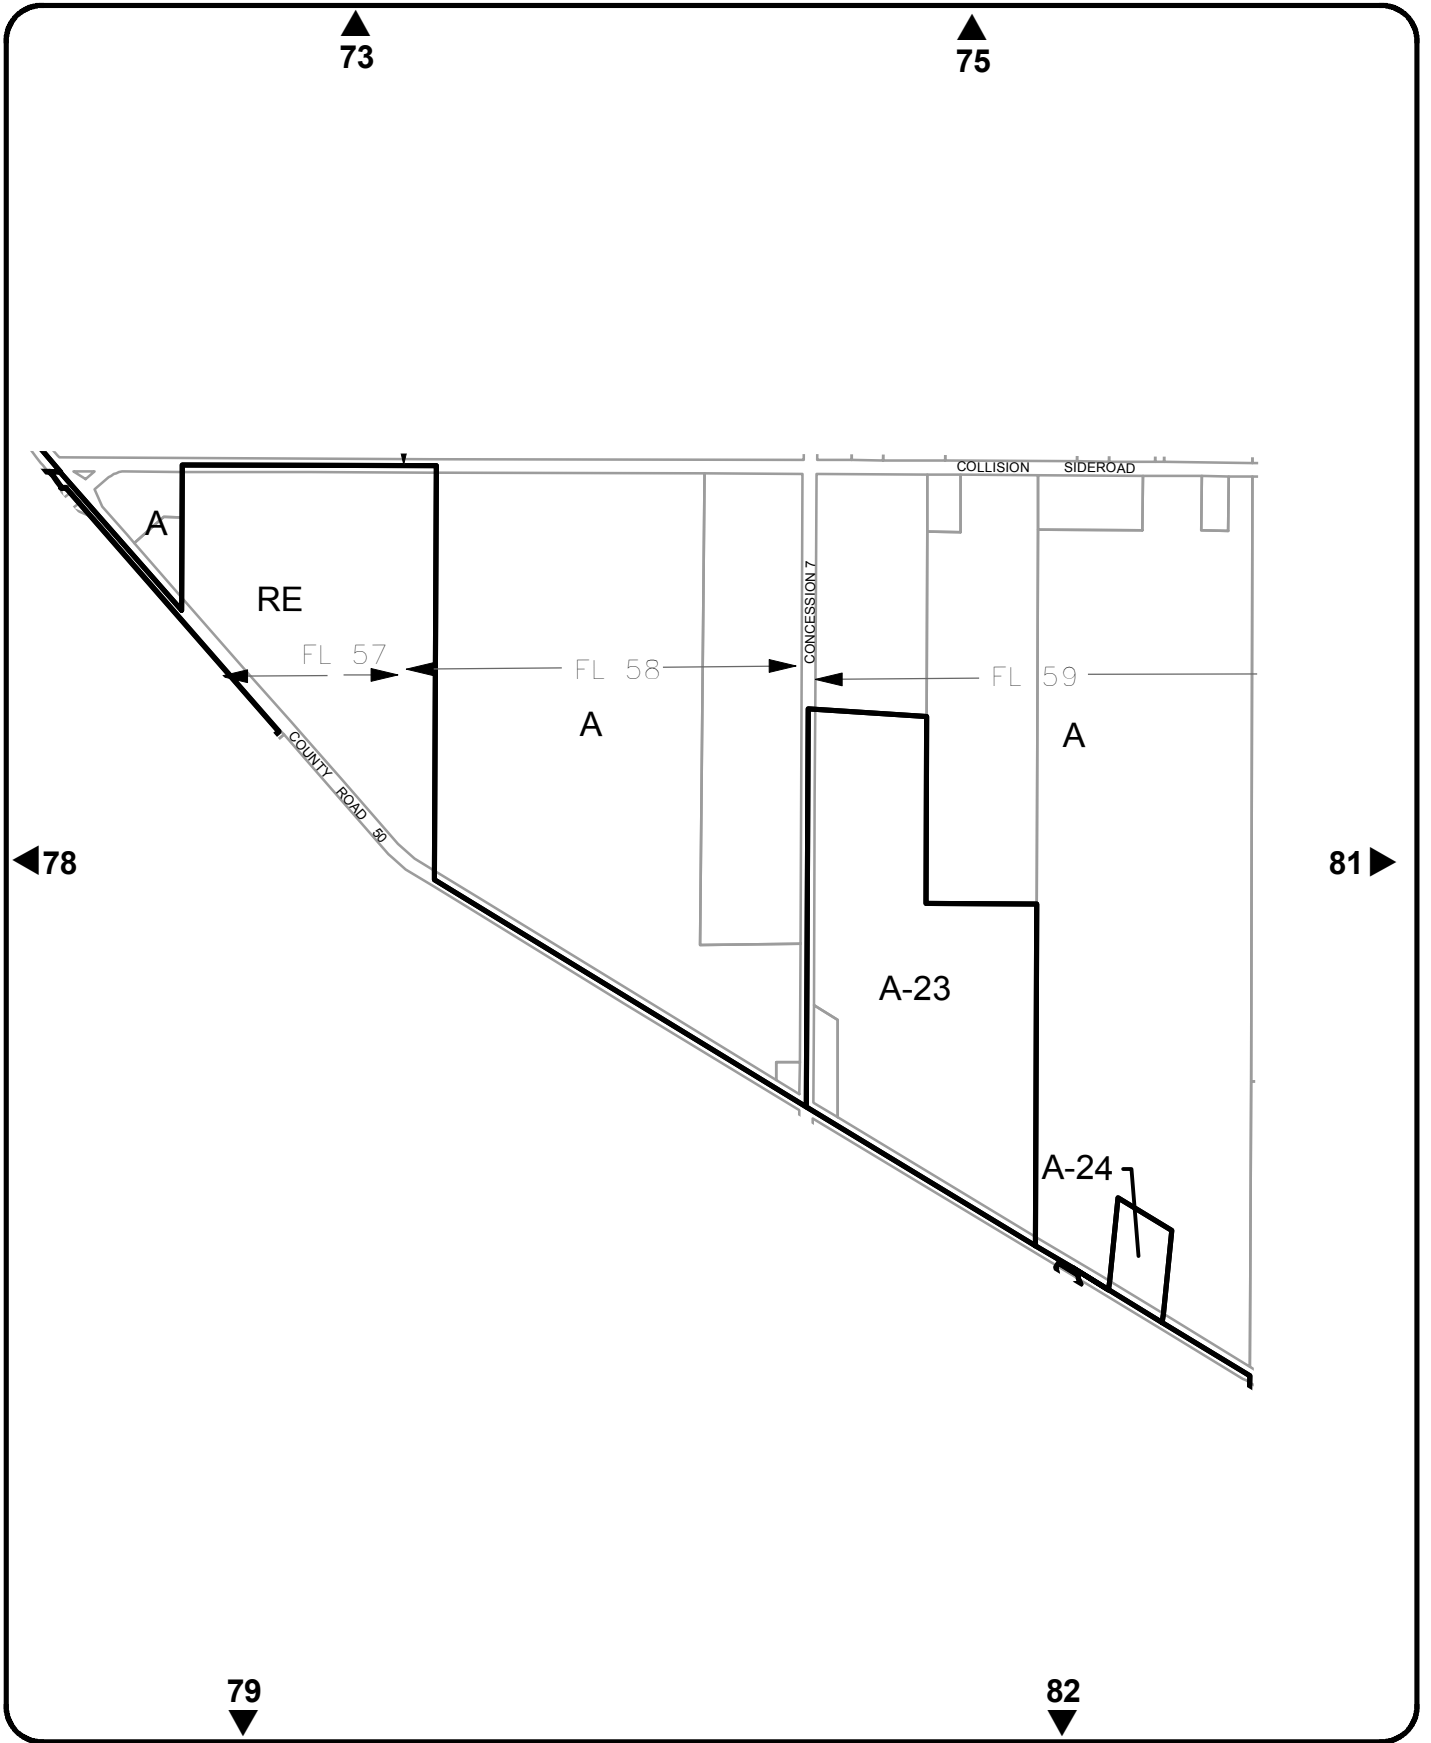 73
75
COLLISION SIDEROAD
A
CONCESSION 7
RE
FL 57
FL 58
FL 59
A
A
COUNTY ROAD 50
78
81
A-23
A-24
79
82